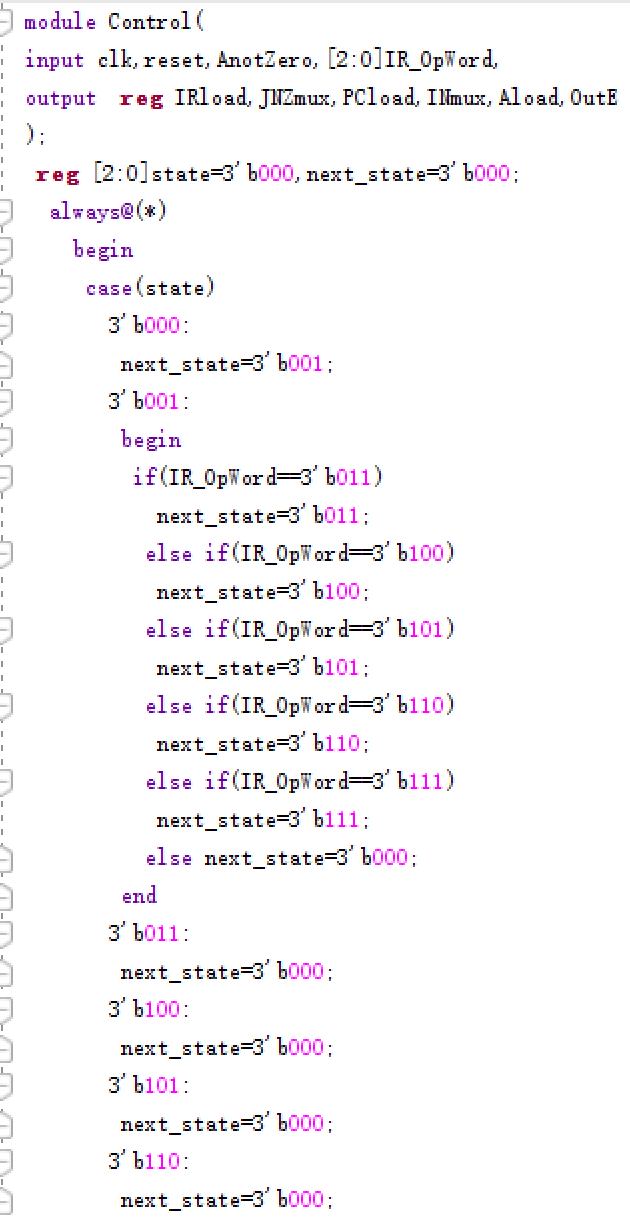 module Control(
input clk,reset,AnotZero,[2:0]IR_OpWord,
output reg IRload,JNZmux,PCload,INmux,Aload,OutE
);
reg [2:0]state=3'b000,next_state=3'b000;
always@(*)
begin
case(state)
3'b000:
next_state=3'b001;
3'b001:
begin
if(IR_OpWord==3'b011)
next_state=3'b011;
else if(IR_OpWord==3'b100)
next_state=3'b100;
else if(IR_OpWord==3'b101)
next_state=3'b101;
else if(IR_OpWord==3'b110)
next_state=3'b110;
else if(IR_OpWord==3'b111)
next_state=3'b111;
else next_state=3'b000;
end
3'b011:
next_state=3'b000;
3'b100:
next_state=3'b000;
3'b101:
next_state=3'b000;
3'b110:
next_state=3'b000;